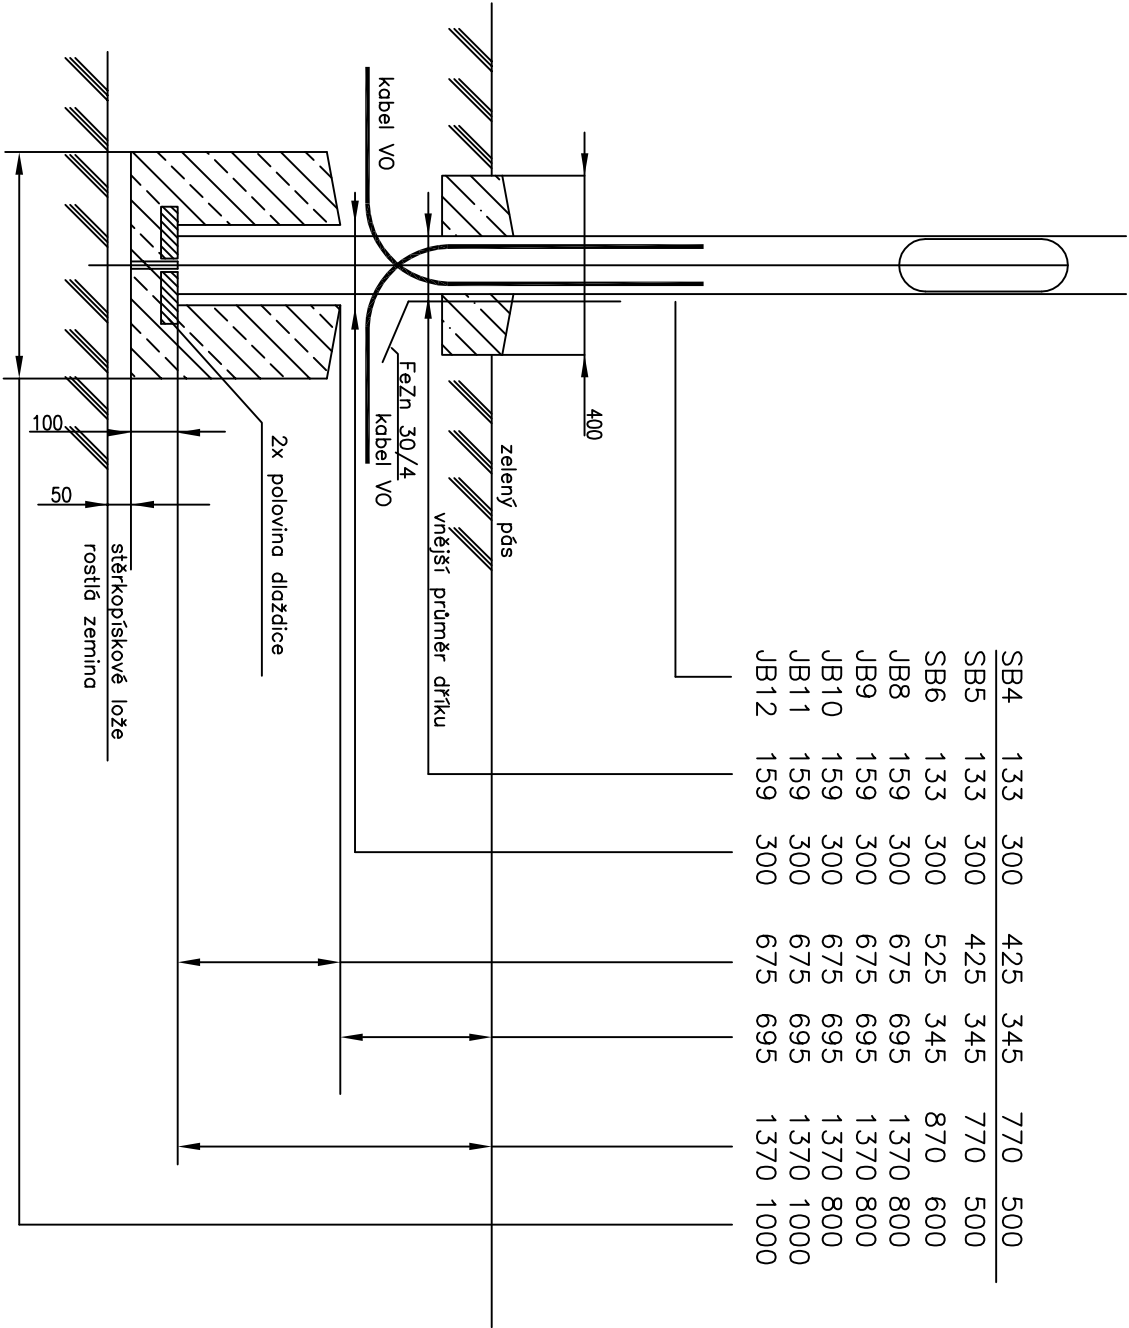 SB4 133 300 425 345 770 500
SB5 133 300 425 345 770 500
SB6 133 300 525 345 870 600
JB8 159 300 675 695 1370 800
JB9 159 300 675 695 1370 800
JB10 159 300 675 695 1370 800
JB11 159 300 675 695 1370 1000
JB12 159 300 675 695 1370 1000
400
zelený pás
vnější průměr dříku
FeZn 30/4
kabel VO
kabel VO
2x polovina dlaždice
100
50
stěrkopískové lože
rostlá zemina